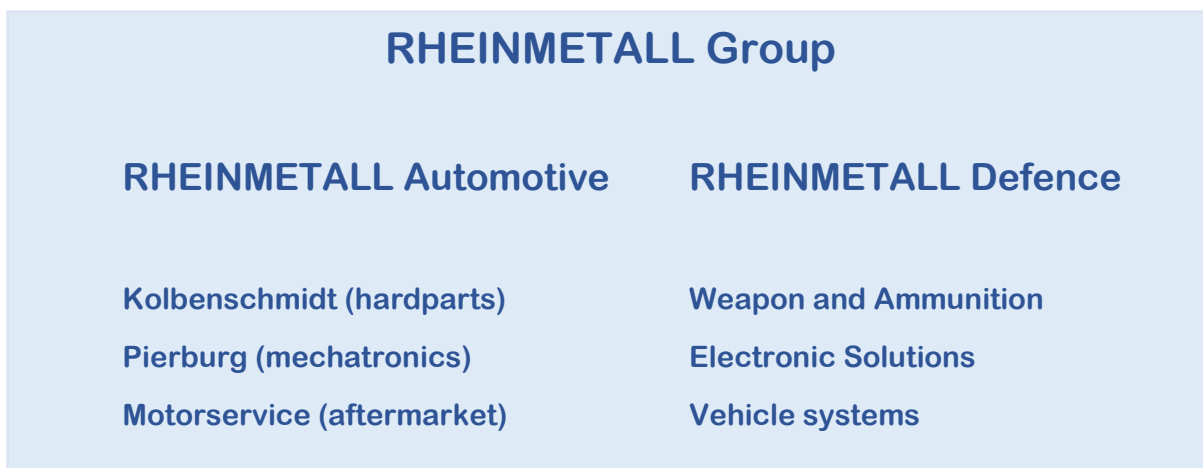 RHEINMETALL Group
RHEINMETALL Automotive
RHEINMETALL Defence
Kolbenschmidt (hardparts)
Pierburg (mechatronics)
Motorservice (aftermarket)
Weapon and Ammunition
Electronic Solutions
Vehicle systems